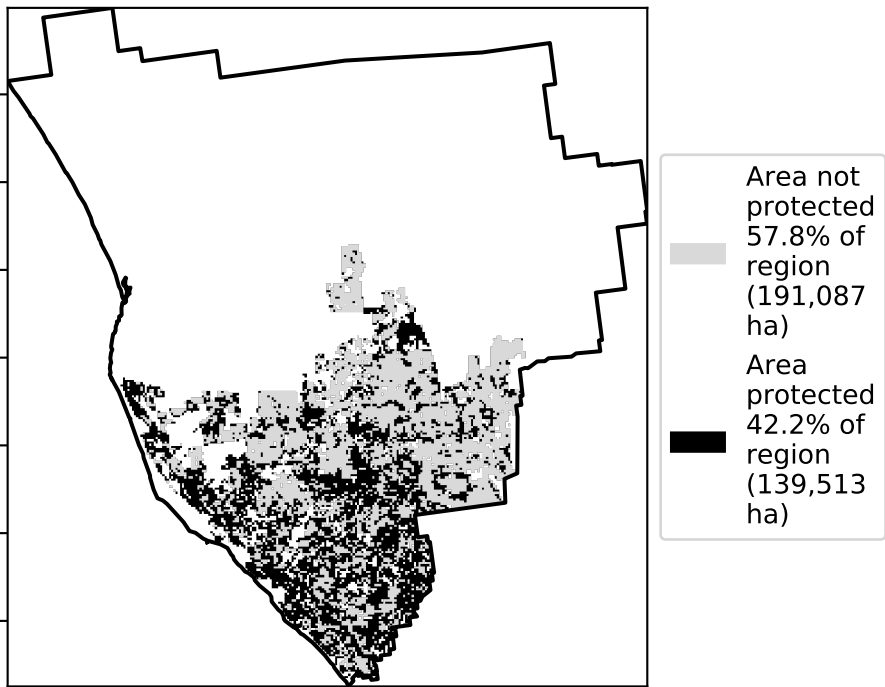 Area not
protected
57.8% of
region
(191,087
ha)
Area
protected
42.2% of
region
(139,513
ha)